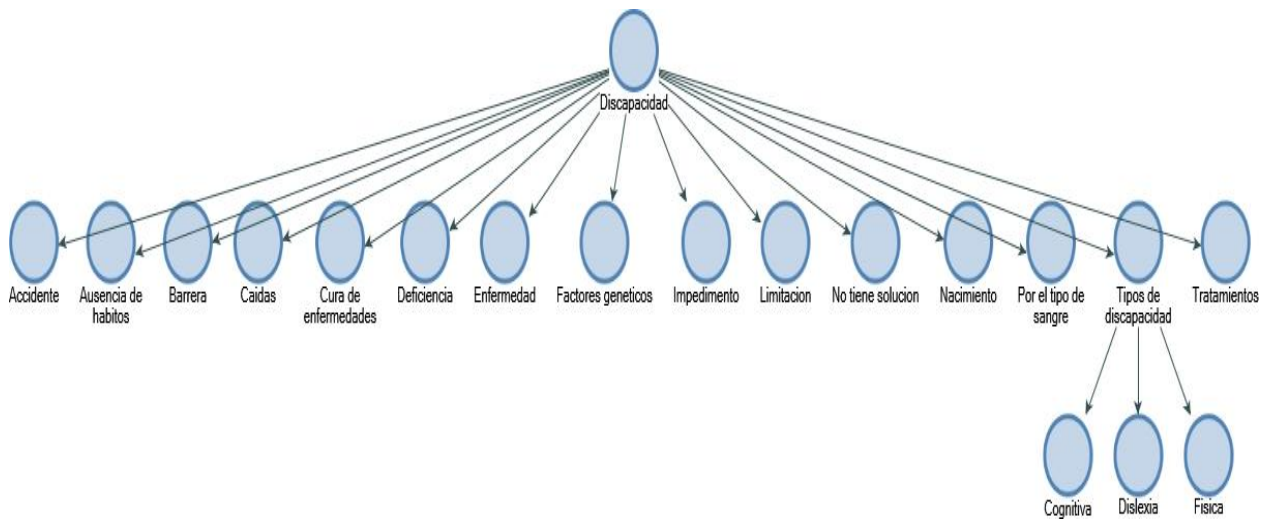 Discapacidad
Accidente
Ausencia de
habitos
Barrera
Caidas
Cura de
enfermedades
Deficiencia
Enfermedad
Factores geneticos
Impedimento
Limitacion
No tiene solucion
Nacimiento
Por el tipo de
sangre
Tipos de
discapacidad
Tratamientos
Cognitiva
Dislexia
Fisica